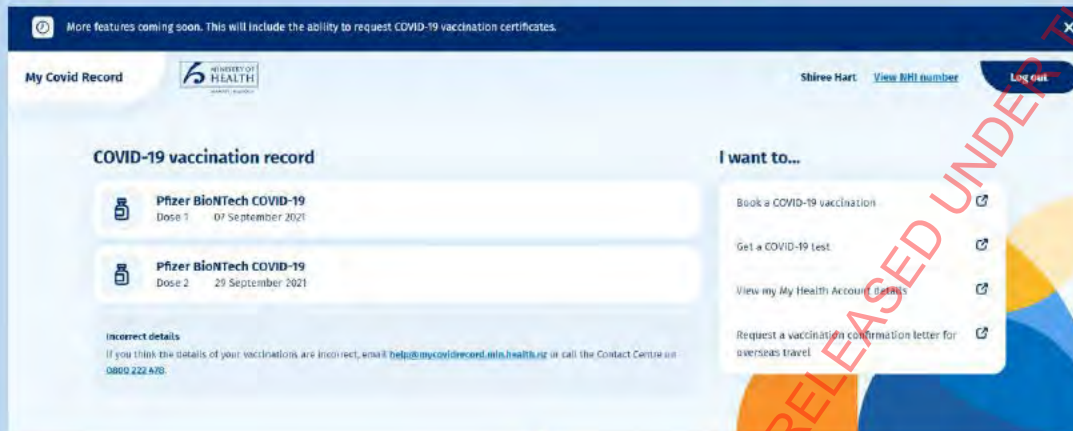 More features coming soon. This will include the ability to request COVID-19 vaccination certificates.
My Covid Record
MINISTRY OF
HEALTH
Shiree Hart View NHI number Log out
COVID-19 vaccination record
Pfizer BioNTech COVID-19
Dose 1 07 September 2021
Pfizer BioNTech COVID-19
Dose 2 29 September 2021
Incorrect details
If you think the details of your vaccinations are incorrect, email help@mycovidrecord.min.health.nz or call the Contact Centre on
0800 222 478.
I want to...
Book a COVID-19 vaccination
Get a COVID-19 test
View my My Health Account details
Request a vaccination confirmation letter for
overseas travel
RELEASED UNDER